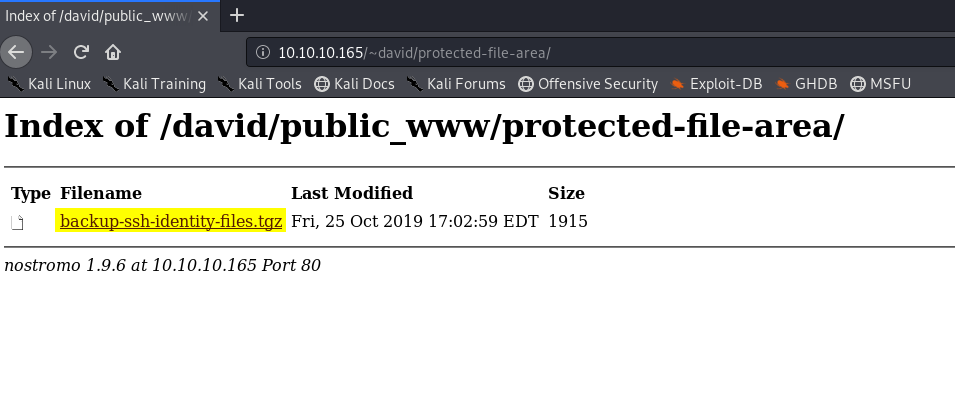 Index of /david/public_www/
10.10.10.165/~david/protected-file-area/
Kali Linux Kali Training Kali Tools Kali Docs Kali Forums Offensive Security Exploit-DB GHDB MSFU
Index of /david/public_www/protected-file-area/
Type Filename Last Modified Size
backup-ssh-identity-files.tgz Fri, 25 Oct 2019 17:02:59 EDT 1915
nostromo 1.9.6 at 10.10.10.165 Port 80